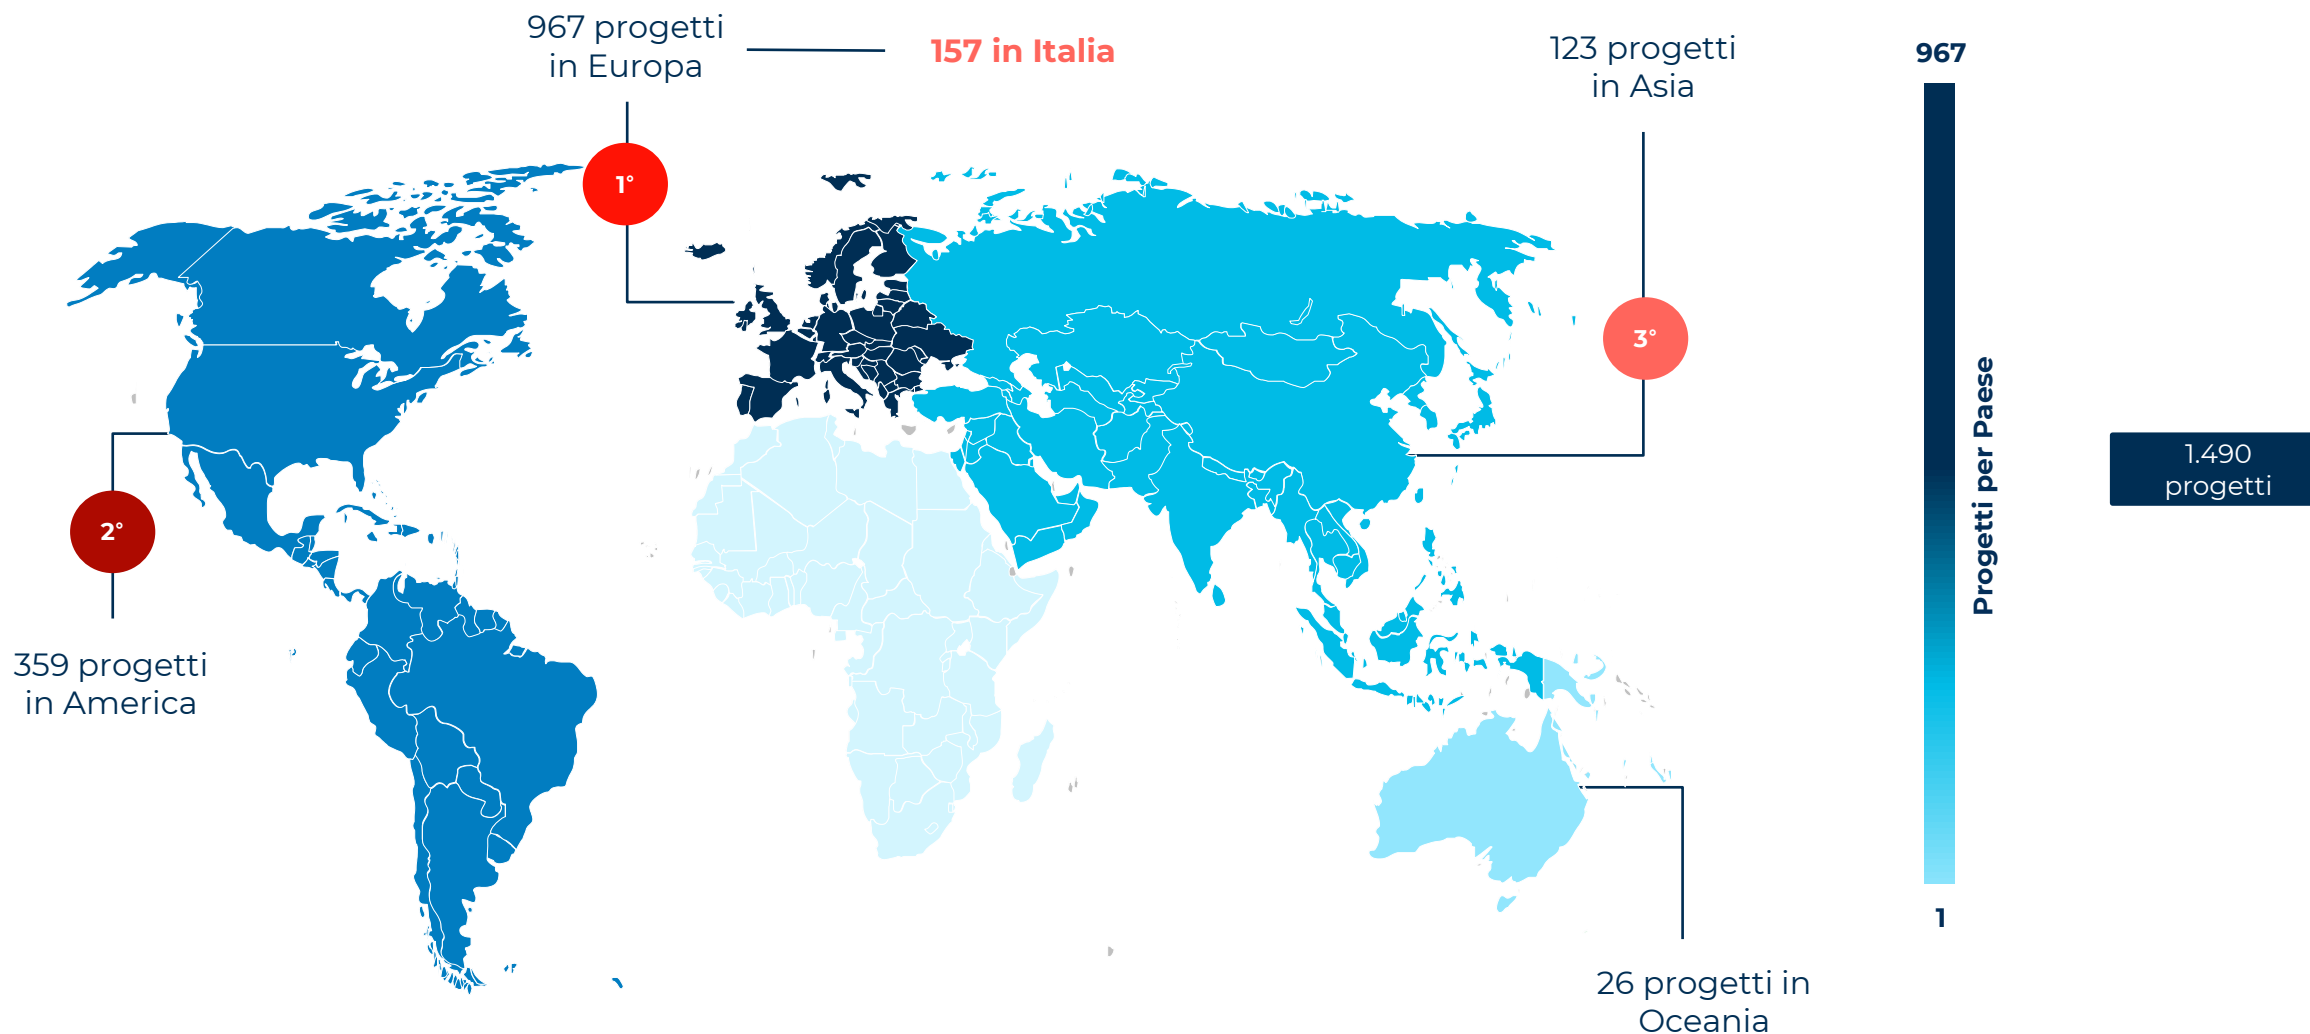 967 progetti
in Europa
157 in Italia
123 progetti
in Asia
967
1°
3°
Progetti per Paese
1.490
progetti
2°
359 progetti
in America
1
26 progetti in
Oceania